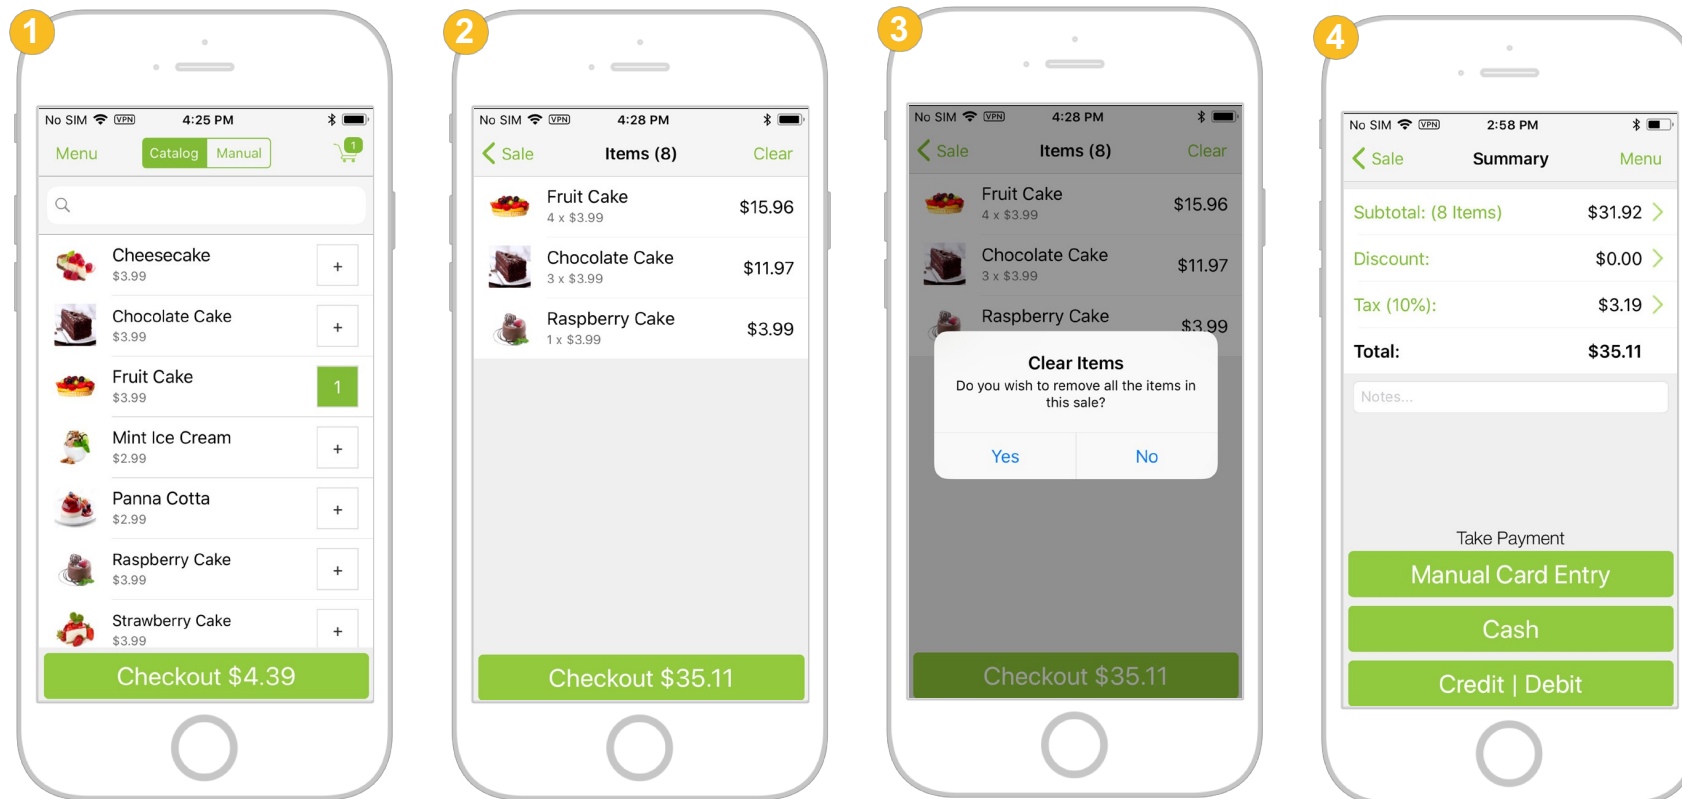 1
No SIM VPN 4:25 PM
Menu Catalog Manual 1
Cheesecake
$3.99
+
Chocolate Cake
$3.99
+
Fruit Cake
$3.99
1
Mint Ice Cream
$2.99
+
Panna Cotta
$2.99
+
Raspberry Cake
$3.99
+
Strawberry Cake
$3.99
+
Checkout $4.39
2
No SIM VPN 4:28 PM
Sale Items (8) Clear
Fruit Cake
4 x $3.99
$15.96
Chocolate Cake
3 x $3.99
$11.97
Raspberry Cake
1 x $3.99
$3.99
Checkout $35.11
3
No SIM VPN 4:28 PM
Sale Items (8) Clear
Fruit Cake
4 x $3.99
$15.96
Chocolate Cake
3 x $3.99
$11.97
Raspberry Cake
$3.99
Clear Items
Do you wish to remove all the items in
this sale?
Yes No
Checkout $35.11
4
No SIM VPN 2:58 PM
Sale Summary Menu
Subtotal: (8 Items) $31.92
Discount: $0.00
Tax (10%): $3.19
Total: $35.11
Notes...
Take Payment
Manual Card Entry
Cash
Credit | Debit